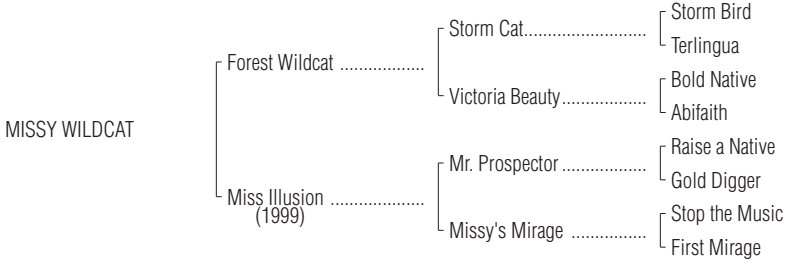 Storm Bird
Storm Cat.........................
Terlingua
Forest Wildcat ..................
Bold Native
Victoria Beauty..................
Abifaith
MISSY WILDCAT
Raise a Native
Mr. Prospector ..................
Gold Digger
Miss Illusion ....................
(1999)
Stop the Music
Missy's Mirage ................
First Mirage